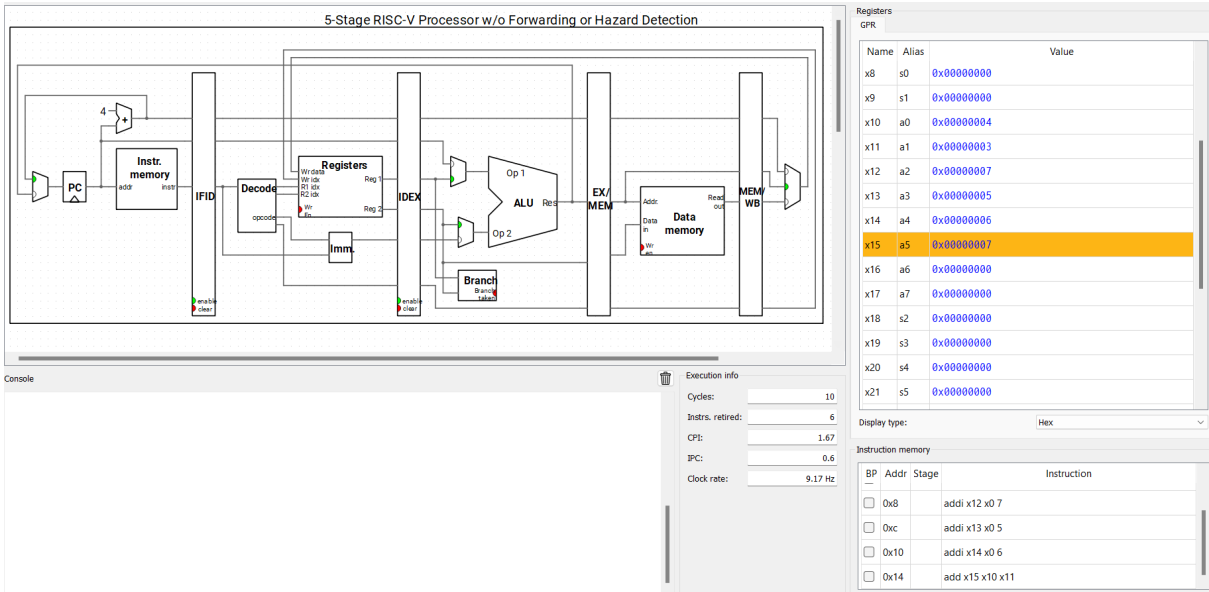 5-Stage RISC-V Processor w/o Forwarding or Hazard Detection
4
+
PC
Instr.
memory
addr
instr
IFID
enable
clear
Decode
opcode
Registers
Wr data
Wr idx
R1 idx
R2 idx
Wr
En
Reg 1
Reg 2
Imm.
IDEX
enable
clear
Op 1
ALU
Res
Op 2
Branch
Branch
taken
EX/
MEM
Addr.
Data
in
Wr
en
Data
memory
Read
out
MEM/
WB
Console
Execution info
Cycles: 10
Instrs. retired: 6
CPI: 1.67
IPC: 0.6
Clock rate: 9.17 Hz
Registers
GPR
Name Alias Value
x8 s0 0x00000000
x9 s1 0x00000000
x10 a0 0x00000004
x11 a1 0x00000003
x12 a2 0x00000007
x13 a3 0x00000005
x14 a4 0x00000006
x15 a5 0x00000007
x16 a6 0x00000000
x17 a7 0x00000000
x18 s2 0x00000000
x19 s3 0x00000000
x20 s4 0x00000000
x21 s5 0x00000000
Display type: Hex
Instruction memory
BP Addr Stage Instruction
0x8 addi x12 x0 7
0xc addi x13 x0 5
0x10 addi x14 x0 6
0x14 add x15 x10 x11